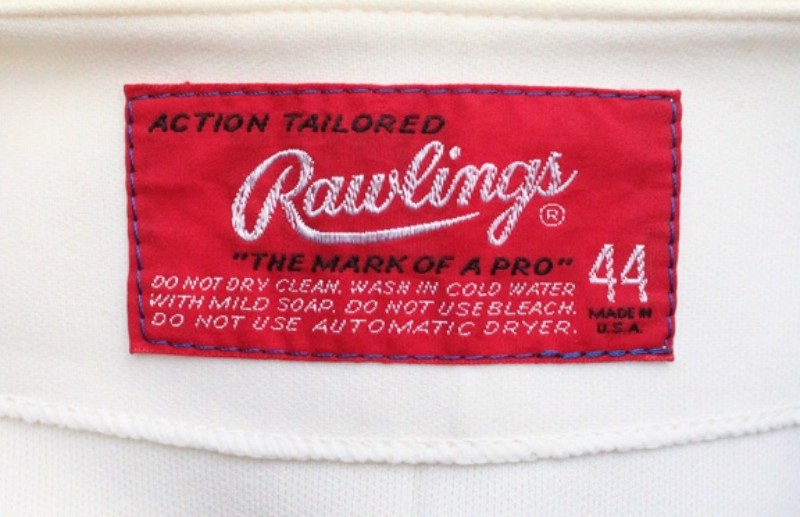 ACTION TAILORED
Rawlings ®
"THE MARK OF A PRO"
DO NOT DRY CLEAN. WASH IN COLD WATER
WITH MILD SOAP. DO NOT USE BLEACH.
DO NOT USE AUTOMATIC DRYER.
44
MADE IN
U.S.A.